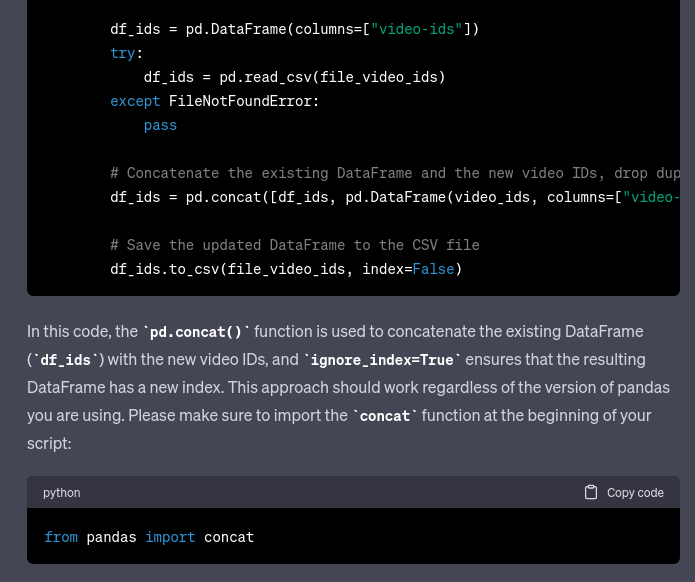 df_ids = pd.DataFrame(columns=["video-ids"])
try:
    df_ids = pd.read_csv(file_video_ids)
except FileNotFoundError:
    pass
# Concatenate the existing DataFrame and the new video IDs, drop dup
df_ids = pd.concat([df_ids, pd.DataFrame(video_ids, columns=["video-
# Save the updated DataFrame to the CSV file
df_ids.to_csv(file_video_ids, index=False)
In this code, the `pd.concat()` function is used to concatenate the existing DataFrame
(`df_ids`) with the new video IDs, and `ignore_index=True` ensures that the resulting
DataFrame has a new index. This approach should work regardless of the version of pandas
you are using. Please make sure to import the `concat` function at the beginning of your
script:
python Copy code
from pandas import concat